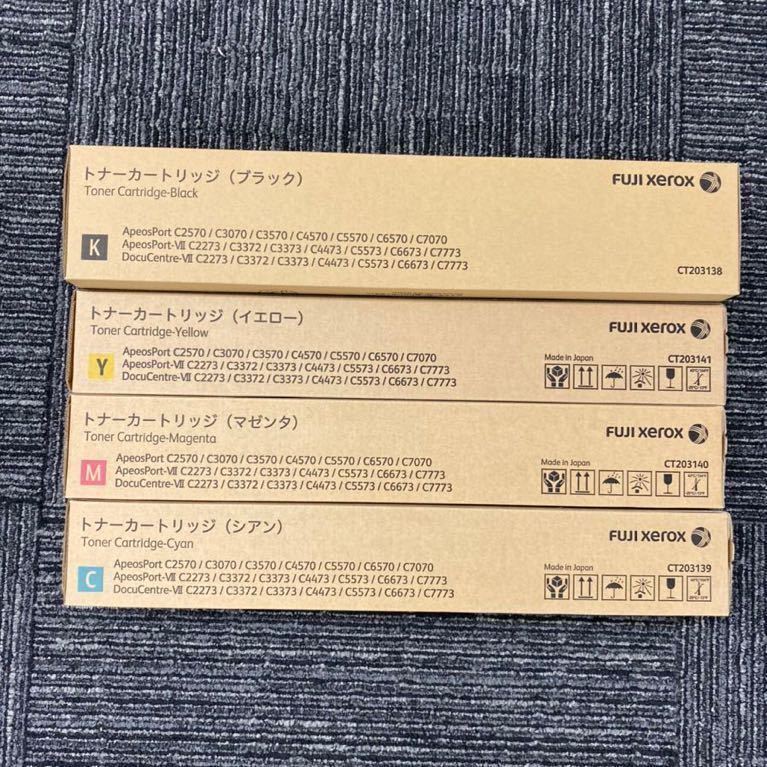 トナーカートリッジ（ブラック）
Toner Cartridge-Black
FUJI xerox
K
ApeosPort C2570 / C3070 / C3570 / C4570 / C5570 / C6570 / C7070
ApeosPort-Ⅶ C2273 / C3372 / C3373 / C4473 / C5573 / C6673 / C7773
DocuCentre-Ⅶ C2273 / C3372 / C3373 / C4473 / C5573 / C6673 / C7773
CT203138
トナーカートリッジ（イエロー）
Toner Cartridge-Yellow
FUJI xerox
Y
ApeosPort C2570 / C3070 / C3570 / C4570 / C5570 / C6570 / C7070
ApeosPort-Ⅶ C2273 / C3372 / C3373 / C4473 / C5573 / C6673 / C7773
DocuCentre-Ⅶ C2273 / C3372 / C3373 / C4473 / C5573 / C6673 / C7773
Made in Japan
CT203141
トナーカートリッジ（マゼンタ）
Toner Cartridge-Magenta
FUJI xerox
M
ApeosPort C2570 / C3070 / C3570 / C4570 / C5570 / C6570 / C7070
ApeosPort-Ⅶ C2273 / C3372 / C3373 / C4473 / C5573 / C6673 / C7773
DocuCentre-Ⅶ C2273 / C3372 / C3373 / C4473 / C5573 / C6673 / C7773
Made in Japan
CT203140
トナーカートリッジ（シアン）
Toner Cartridge-Cyan
FUJI xerox
C
ApeosPort C2570 / C3070 / C3570 / C4570 / C5570 / C6570 / C7070
ApeosPort-Ⅶ C2273 / C3372 / C3373 / C4473 / C5573 / C6673 / C7773
DocuCentre-Ⅶ C2273 / C3372 / C3373 / C4473 / C5573 / C6673 / C7773
Made in Japan
CT203139